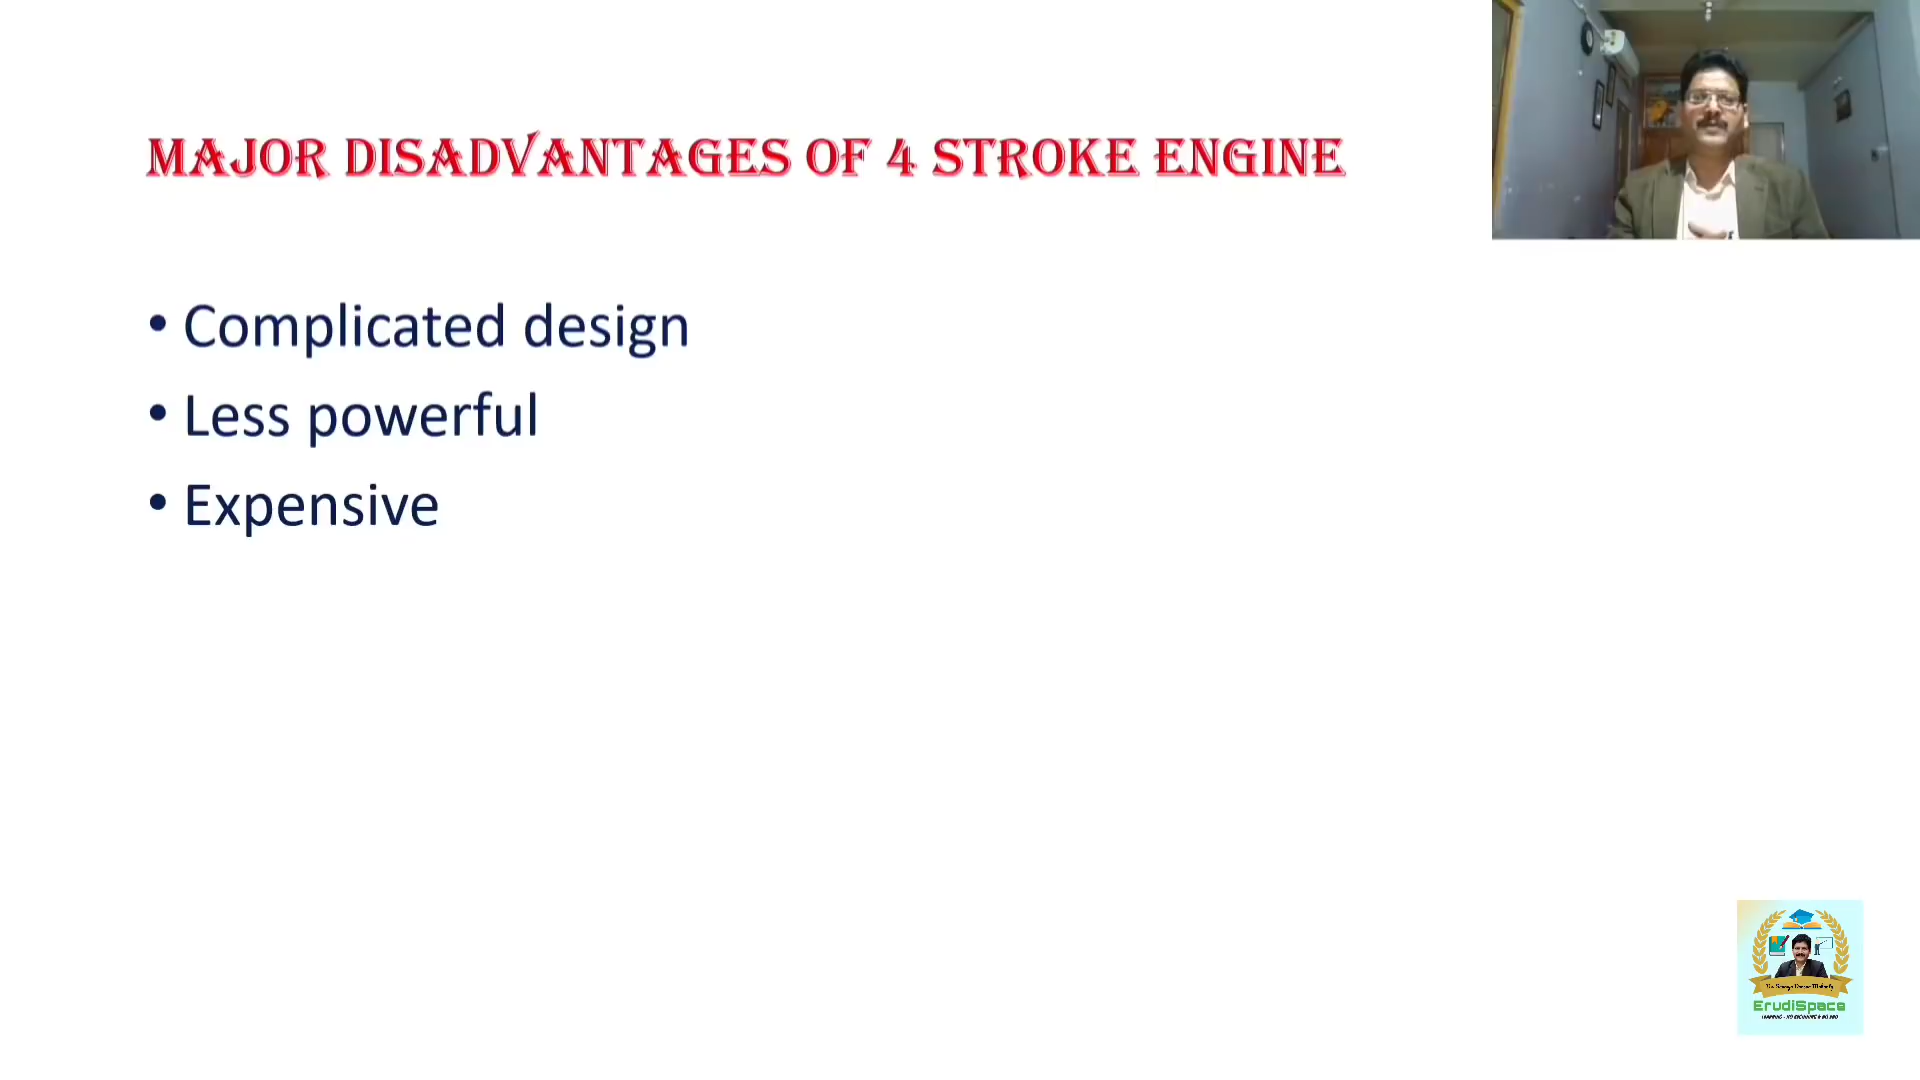 MAJOR DISADVANTAGES OF 4 STROKE ENGINE
• Complicated design
• Less powerful
• Expensive
ErudiSpace